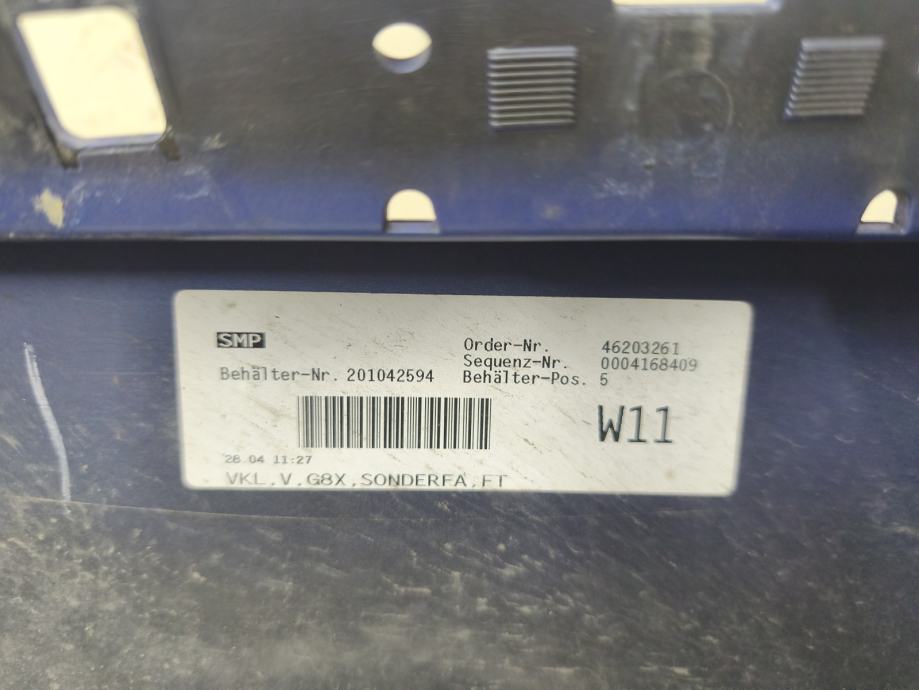 SMP
Order-Nr. 46203261
Sequenz-Nr. 0004168409
Behälter-Nr. 201042594 Behälter-Pos. 5
W11
28.04 11:27
VKL,V,G8X,SONDERFA,FT